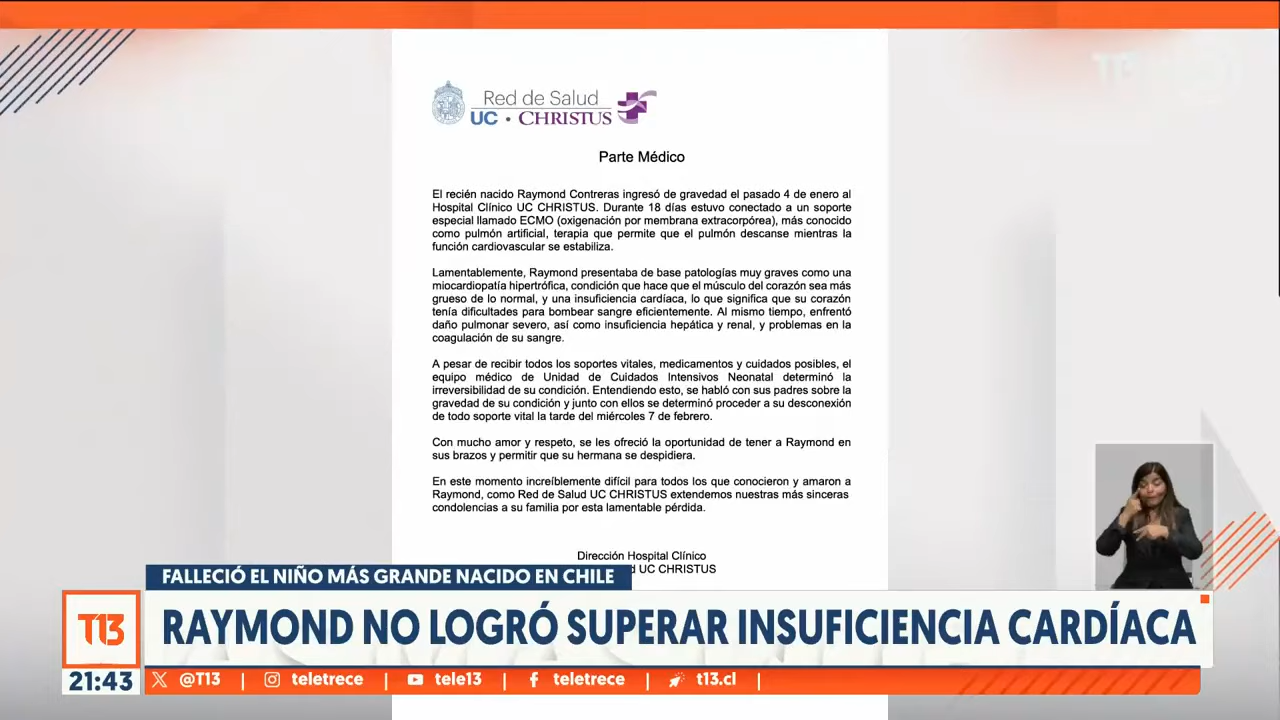 Red de Salud
UC • CHRISTUS
Parte Médico
El recién nacido Raymond Contreras ingresó de gravedad el pasado 4 de enero al
Hospital Clínico UC CHRISTUS. Durante 18 días estuvo conectado a un soporte
especial llamado ECMO (oxigenación por membrana extracorpórea), más conocido
como pulmón artificial, terapia que permite que el pulmón descanse mientras la
función cardiovascular se estabiliza.
Lamentablemente, Raymond presentaba de base patologías muy graves como una
miocardiopatía hipertrófica, condición que hace que el músculo del corazón sea más
grueso de lo normal, y una insuficiencia cardíaca, lo que significa que su corazón
tenía dificultades para bombear sangre eficientemente. Al mismo tiempo, enfrentó
daño pulmonar severo, así como insuficiencia hepática y renal, y problemas en la
coagulación de su sangre.
A pesar de recibir todos los soportes vitales, medicamentos y cuidados posibles, el
equipo médico de Unidad de Cuidados Intensivos Neonatal determinó la
irreversibilidad de su condición. Entendiendo esto, se habló con sus padres sobre la
gravedad de su condición y junto con ellos se determinó proceder a su desconexión
de todo soporte vital la tarde del miércoles 7 de febrero.
Con mucho amor y respeto, se les ofreció la oportunidad de tener a Raymond en
sus brazos y permitir que su hermana se despidiera.
En este momento increíblemente difícil para todos los que conocieron y amaron a
Raymond, como Red de Salud UC CHRISTUS extendemos nuestras más sinceras
condolencias a su familia por esta lamentable pérdida.
Dirección Hospital Clínico
UC CHRISTUS
FALLECIÓ EL NIÑO MÁS GRANDE NACIDO EN CHILE
T13
RAYMOND NO LOGRÓ SUPERAR INSUFICIENCIA CARDÍACA
21:43 @T13 | teletrece | tele13 | teletrece | t13.cl |